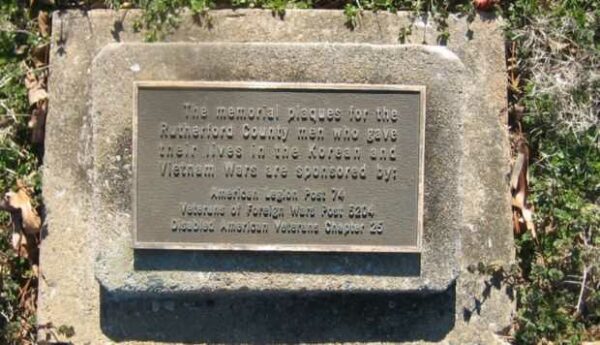 The memorial plaques for the
Rutherford County men who gave
their lives in the Korean and
Vietnam Wars are sponsored by:
American Legion Post 74
Veterans of Foreign Wars Post 5204
Disabled American Veterans Chapter 25